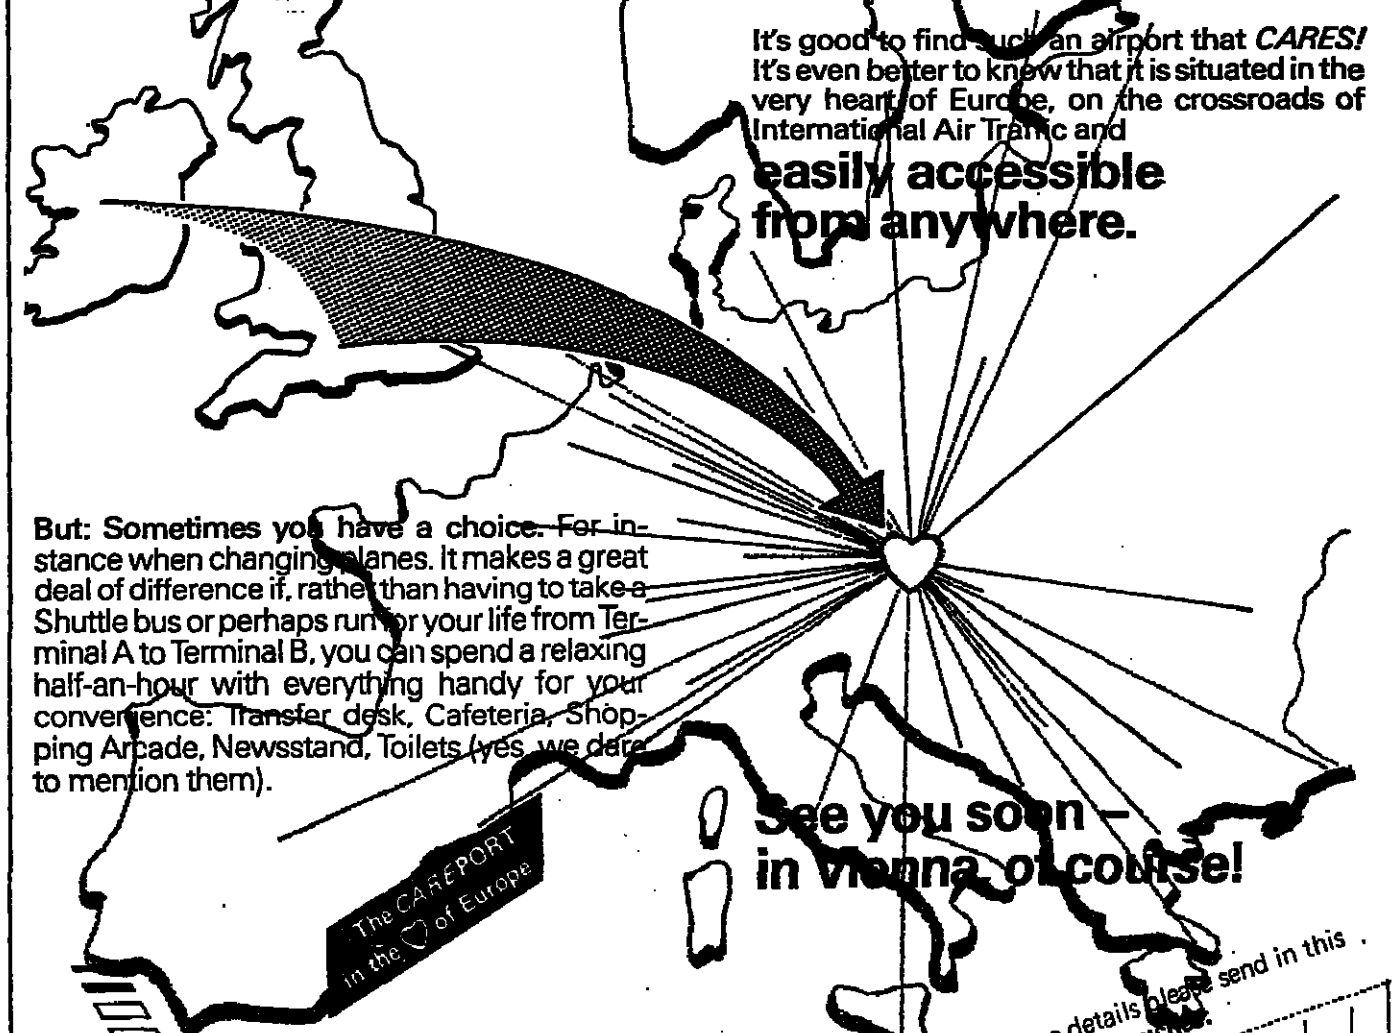 It's good to find such an airport that CARES!
It's even better to know that it is situated in the
very heart of Europe, on the crossroads of
International Air Traffic and
easily accessible
from anywhere.
But: Sometimes you have a choice. For in-
stance when changing planes. It makes a great
deal of difference if, rather than having to take a
Shuttle bus or perhaps run for your life from Ter-
minal A to Terminal B, you can spend a relaxing
half-an-hour with everything handy for your
convenience: Transfer desk, Cafeteria, Shop-
ping Arcade, Newsstand, Toilets (yes, we dare
to mention them).
See you soon –
in Vienna, of course!
The CAREPORT
in the ♡ of Europe
details please send in this